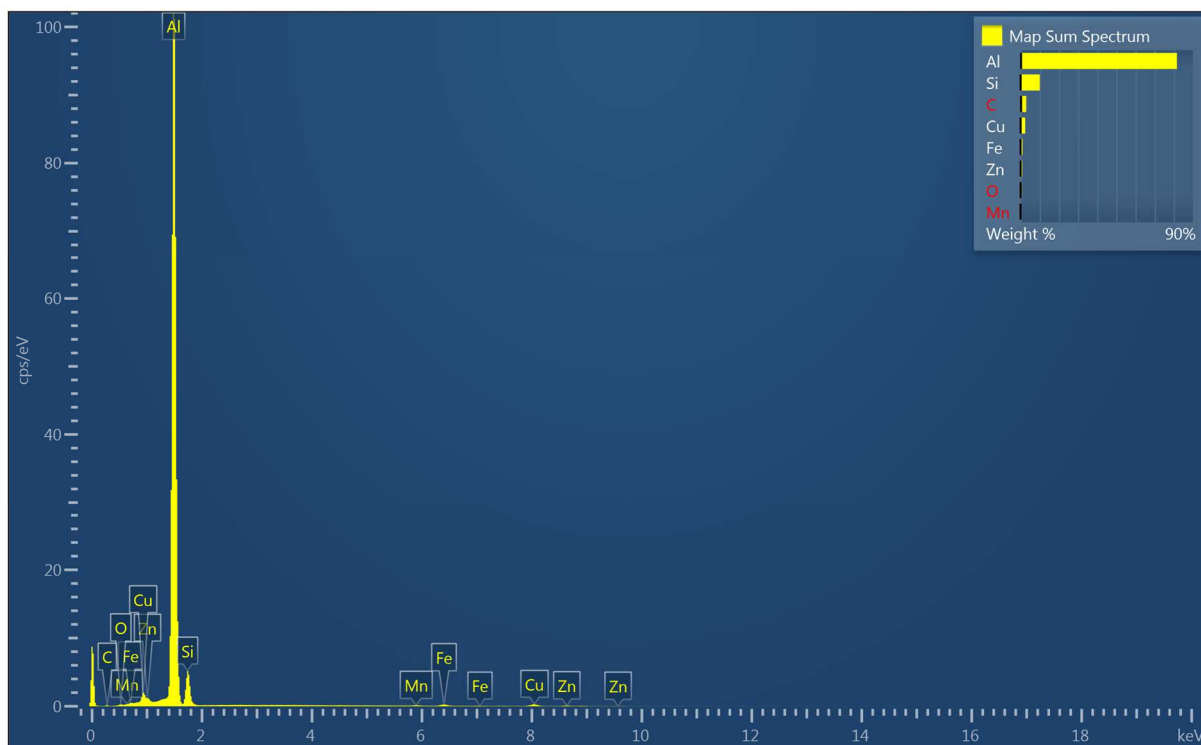 Map Sum Spectrum
Al
Si
C
Cu
Fe
Zn
O
Mn
Weight % 90%
100
80
60
40
20
0
cps/eV
Al
Cu
O Zn
C Fe Si
Mn
Fe
Mn Fe Cu Zn Zn
0 2 4 6 8 10 12 14 16 18 keV